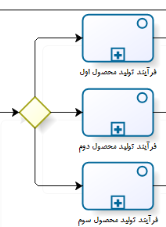 فرآیند تولید محصول اول
فرآیند تولید محصول دوم
فرآیند تولید محصول سوم